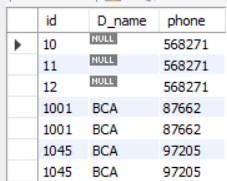 id D_name phone
10 NULL 568271
11 NULL 568271
12 NULL 568271
1001 BCA 87662
1001 BCA 87662
1045 BCA 97205
1045 BCA 97205